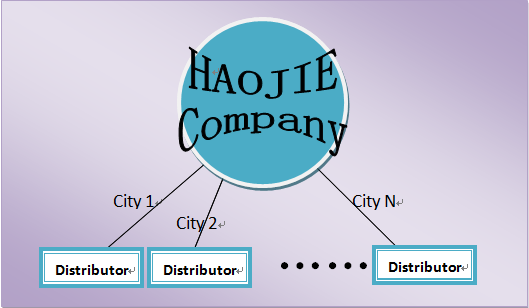 HAOJIE
Company
City 1
City 2
City N
Distributor
Distributor
Distributor